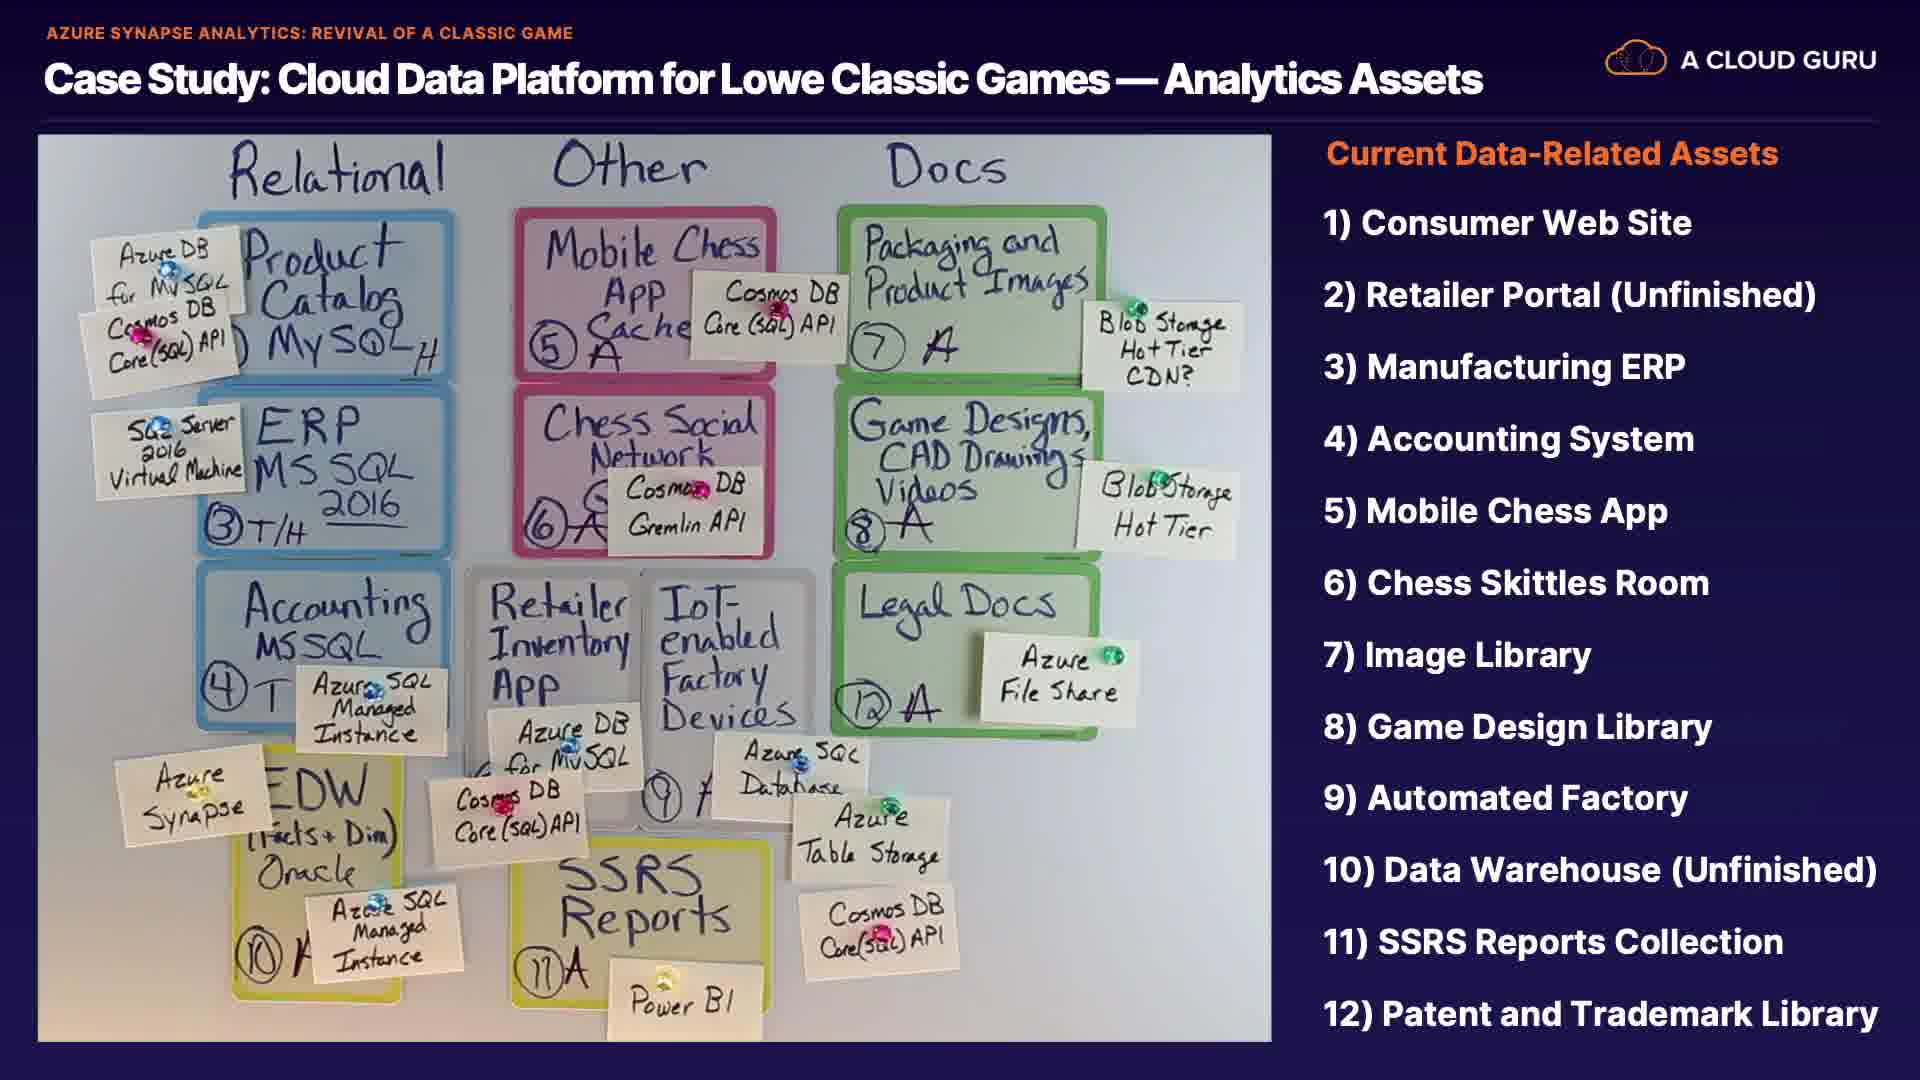 AZURE SYNAPSE ANALYTICS: REVIVAL OF A CLASSIC GAME
Case Study: Cloud Data Platform for Lowe Classic Games — Analytics Assets
A CLOUD GURU
Relational
Azure DB
for MySQL
Cosmos DB
Core (SQL) API
Product
Catalog
) MySQL H
SQL Server
2016
Virtual Machine
ERP
MS SQL
2016
3 T/H
Accounting
MS SQL
4 T
Azure SQL
Managed
Instance
Azure
Synapse
EDW
(Facts + Dim)
Oracle
10 A
Azure SQL
Managed
Instance
Other
Mobile Chess
App
Cache
5 A
Cosmos DB
Core (SQL) API
Chess Social
Network
6 A
Cosmos DB
Gremlin API
Retailer
Inventory
App
Azure DB
for MySQL
Cosmos DB
Core (SQL) API
IoT-
enabled
Factory
Devices
9 A
Azure SQL
Database
Azure
Table Storage
Cosmos DB
Core (SQL) API
SSRS
Reports
11 A
Power BI
Docs
Packaging and
Product Images
7 A
Blob Storage
Hot Tier
CDN?
Game Designs,
CAD Drawings
Videos
8 A
Blob Storage
Hot Tier
Legal Docs
12 A
Azure
File Share
Current Data-Related Assets
1) Consumer Web Site
2) Retailer Portal (Unfinished)
3) Manufacturing ERP
4) Accounting System
5) Mobile Chess App
6) Chess Skittles Room
7) Image Library
8) Game Design Library
9) Automated Factory
10) Data Warehouse (Unfinished)
11) SSRS Reports Collection
12) Patent and Trademark Library